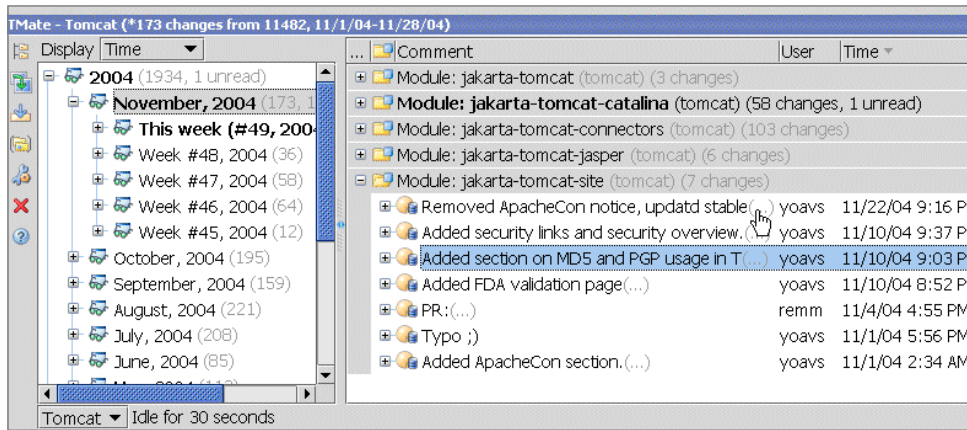 TMate - Tomcat (*173 changes from 11482, 11/1/04-11/28/04)
Display Time
2004 (1934, 1 unread)
November, 2004 (173, 1
This week (#49, 200
Week #48, 2004 (36)
Week #47, 2004 (58)
Week #46, 2004 (64)
Week #45, 2004 (12)
October, 2004 (195)
September, 2004 (159)
August, 2004 (221)
July, 2004 (208)
June, 2004 (85)
... Comment User Time
Module: jakarta-tomcat (tomcat) (3 changes)
Module: jakarta-tomcat-catalina (tomcat) (58 changes, 1 unread)
Module: jakarta-tomcat-connectors (tomcat) (103 changes)
Module: jakarta-tomcat-jasper (tomcat) (6 changes)
Module: jakarta-tomcat-site (tomcat) (7 changes)
Removed ApacheCon notice, updatd stable(...) yoavs 11/22/04 9:16 P
Added security links and security overview.(...) yoavs 11/10/04 9:37 P
Added section on MD5 and PGP usage in T(...) yoavs 11/10/04 9:03 P
Added FDA validation page(...) yoavs 11/10/04 8:52 P
PR:(...) remm 11/4/04 4:55 PM
Typo ;) yoavs 11/1/04 5:56 PM
Added ApacheCon section.(...) yoavs 11/1/04 2:34 AM
Tomcat Idle for 30 seconds